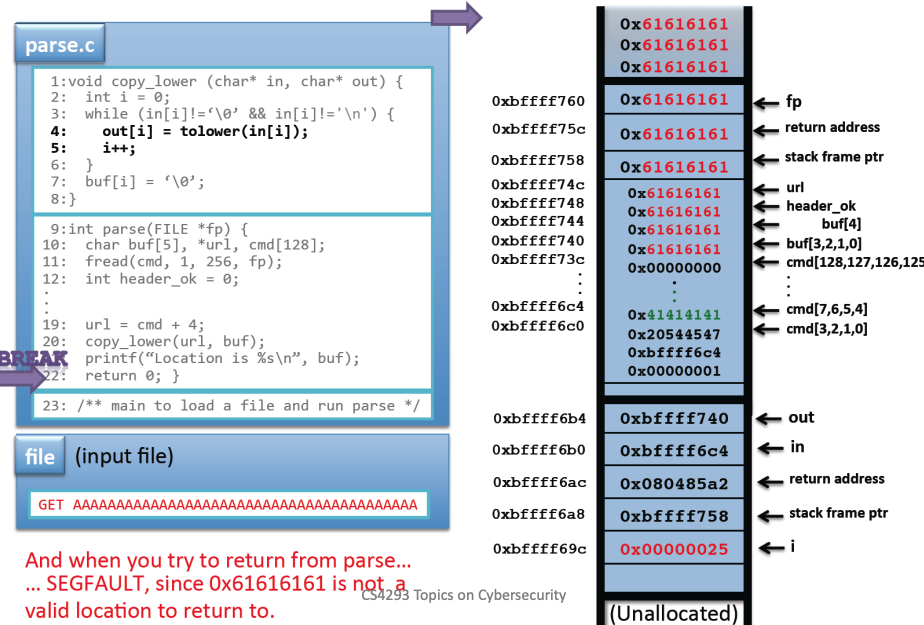 parse.c
1:void copy_lower (char* in, char* out) {
2: int i = 0;
3: while (in[i]!=‘\0’ && in[i]!='\n') {
4: out[i] = tolower(in[i]);
5: i++;
6: }
7: buf[i] = ‘\0’;
8:}
9:int parse(FILE *fp) {
10: char buf[5], *url, cmd[128];
11: fread(cmd, 1, 256, fp);
12: int header_ok = 0;
.
.
.
19: url = cmd + 4;
20: copy_lower(url, buf);
BREAK
21: printf(“Location is %s\n”, buf);
22: return 0; }
23: /** main to load a file and run parse */
file (input file)
GET AAAAAAAAAAAAAAAAAAAAAAAAAAAAAAAAAAAAAAAA
And when you try to return from parse…
… SEGFAULT, since 0x61616161 is not a
valid location to return to.
CS4293 Topics on Cybersecurity
0x61616161
0x61616161
0x61616161
0xbffff760 0x61616161 fp
0xbffff75c 0x61616161 return address
0xbffff758 0x61616161 stack frame ptr
0xbffff74c 0x61616161 url
0xbffff748 0x61616161 header_ok
0xbffff744 0x61616161 buf[4]
0xbffff740 0x61616161 buf[3,2,1,0]
0xbffff73c 0x00000000 cmd[128,127,126,125
⋮ ⋮ ⋮
0xbffff6c4 0x41414141 cmd[7,6,5,4]
0xbffff6c0 0x20544547 cmd[3,2,1,0]
0xbffff6c4
0x00000001
0xbffff6b4 0xbffff740 out
0xbffff6b0 0xbffff6c4 in
0xbffff6ac 0x080485a2 return address
0xbffff6a8 0xbffff758 stack frame ptr
0xbffff69c 0x00000025 i
(Unallocated)